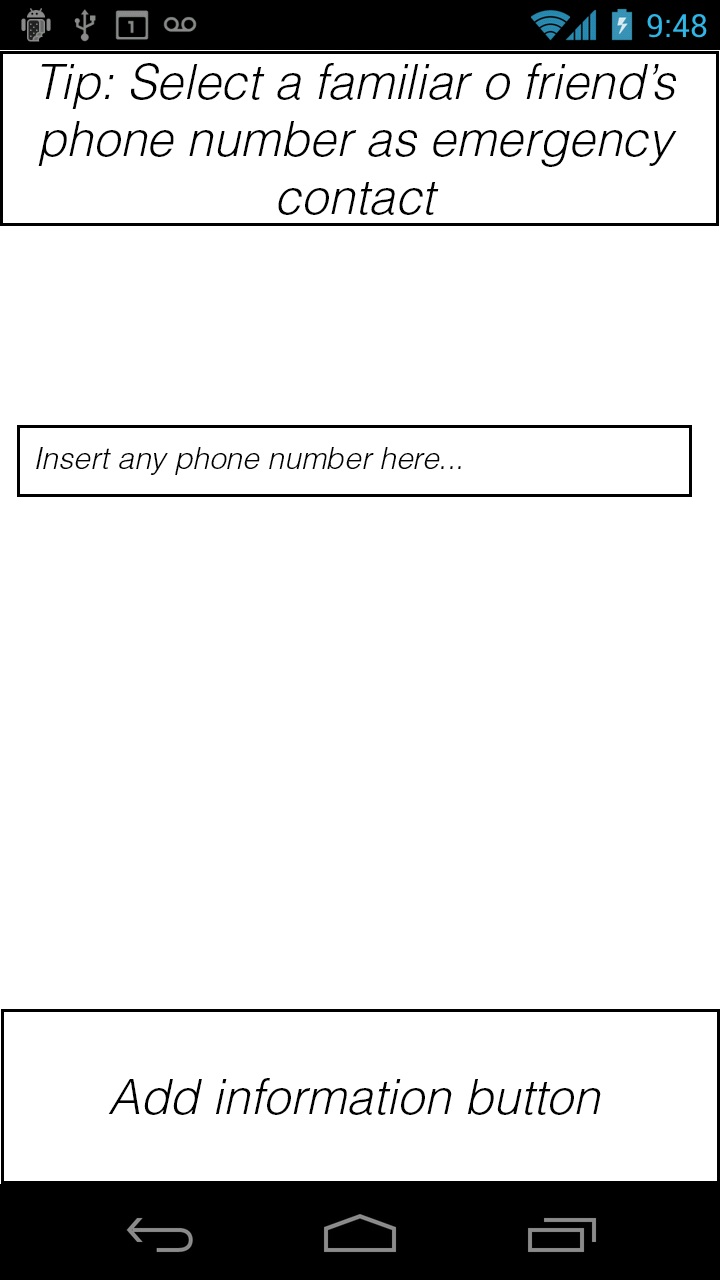 1
9:48
Tip: Select a familiar o friend’s
phone number as emergency
contact
Insert any phone number here...
Add information button